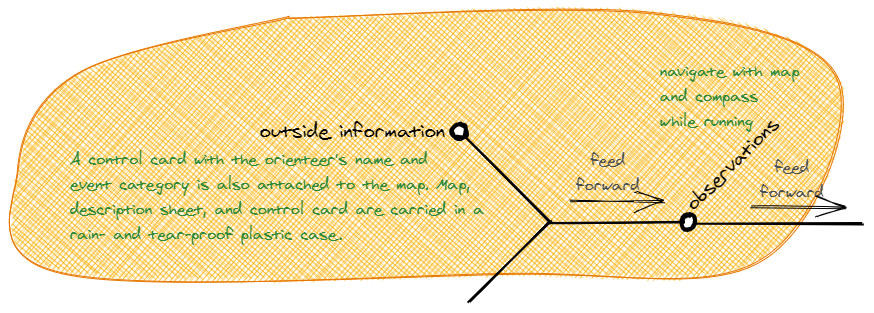 navigate with map
and compass
while running
outside information
A control card with the orienteer's name and
event category is also attached to the map. Map,
description sheet, and control card are carried in a
rain- and tear-proof plastic case.
feed
forward
observations
feed
forward